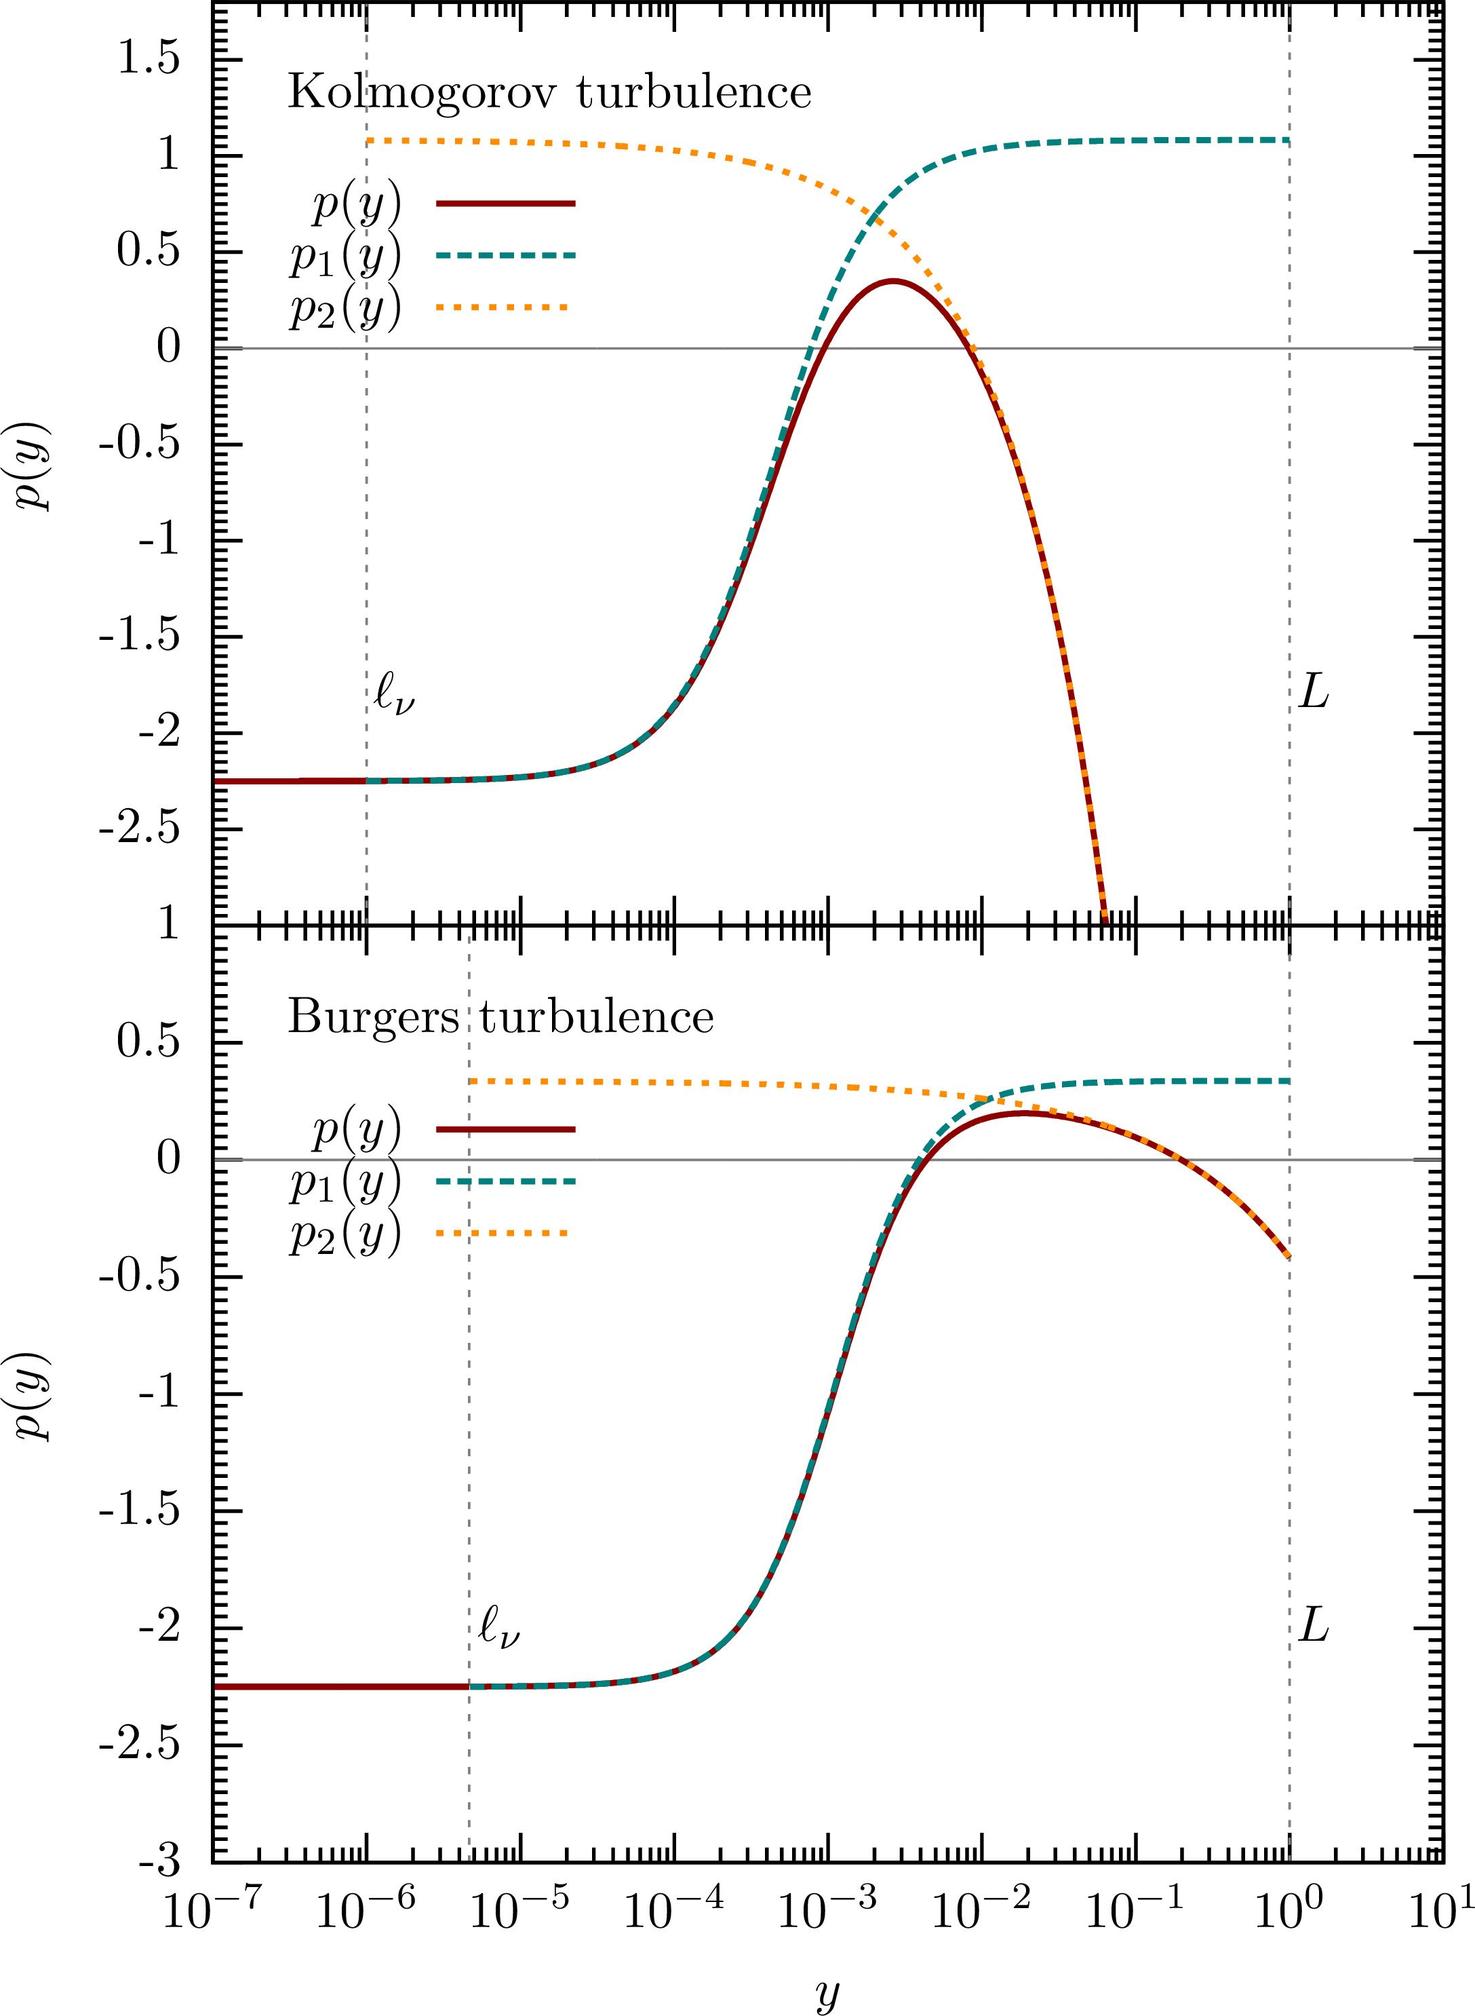 Kolmogorov turbulence
p(y)
p₁(y)
p₂(y)
1.5
1
0.5
0
-0.5
-1
-1.5
-2
-2.5
p(y)
ℓν
L
Burgers turbulence
p(y)
p₁(y)
p₂(y)
1
0.5
0
-0.5
-1
-1.5
-2
-2.5
-3
p(y)
ℓν
L
10⁻⁷ 10⁻⁶ 10⁻⁵ 10⁻⁴ 10⁻³ 10⁻² 10⁻¹ 10⁰ 10¹
y